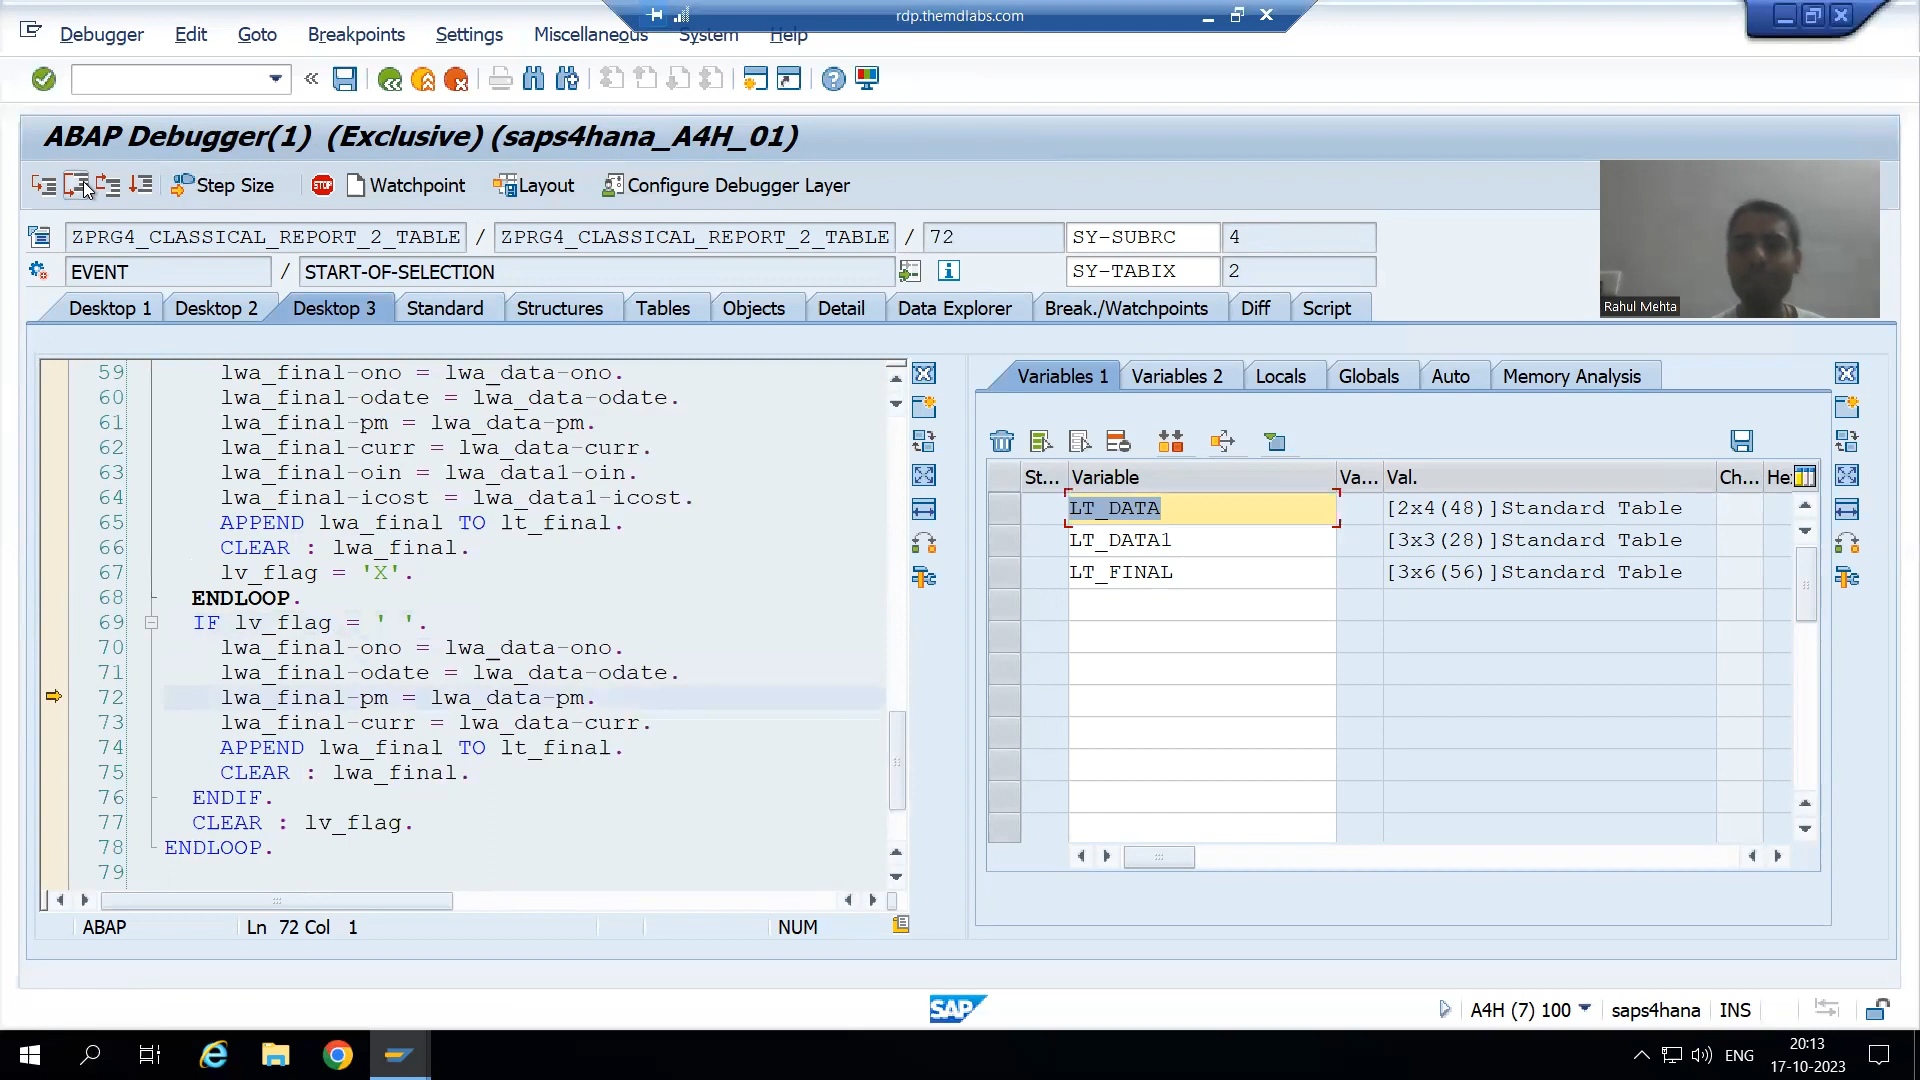 rdp.themdlabs.com
Debugger Edit Goto Breakpoints Settings Miscellaneous System Help
ABAP Debugger(1) (Exclusive) (saps4hana_A4H_01)
Step Size STOP Watchpoint Layout Configure Debugger Layer
ZPRG4_CLASSICAL_REPORT_2_TABLE / ZPRG4_CLASSICAL_REPORT_2_TABLE / 72 SY-SUBRC 4
EVENT / START-OF-SELECTION SY-TABIX 2
Rahul Mehta
Desktop 1 Desktop 2 Desktop 3 Standard Structures Tables Objects Detail Data Explorer Break./Watchpoints Diff Script
59 lwa_final-ono = lwa_data-ono.
60 lwa_final-odate = lwa_data-odate.
61 lwa_final-pm = lwa_data-pm.
62 lwa_final-curr = lwa_data-curr.
63 lwa_final-oin = lwa_data1-oin.
64 lwa_final-icost = lwa_data1-icost.
65 APPEND lwa_final TO lt_final.
66 CLEAR : lwa_final.
67 lv_flag = 'X'.
68 ENDLOOP.
69 IF lv_flag = ' '.
70 lwa_final-ono = lwa_data-ono.
71 lwa_final-odate = lwa_data-odate.
72 lwa_final-pm = lwa_data-pm.
73 lwa_final-curr = lwa_data-curr.
74 APPEND lwa_final TO lt_final.
75 CLEAR : lwa_final.
76 ENDIF.
77 CLEAR : lv_flag.
78 ENDLOOP.
79
ABAP Ln 72 Col 1 NUM
Variables 1 Variables 2 Locals Globals Auto Memory Analysis
St... Variable Va... Val. Ch... Hex
LT_DATA [2x4(48)]Standard Table
LT_DATA1 [3x3(28)]Standard Table
LT_FINAL [3x6(56)]Standard Table
SAP A4H (7) 100 saps4hana INS
ENG
20:13
17-10-2023